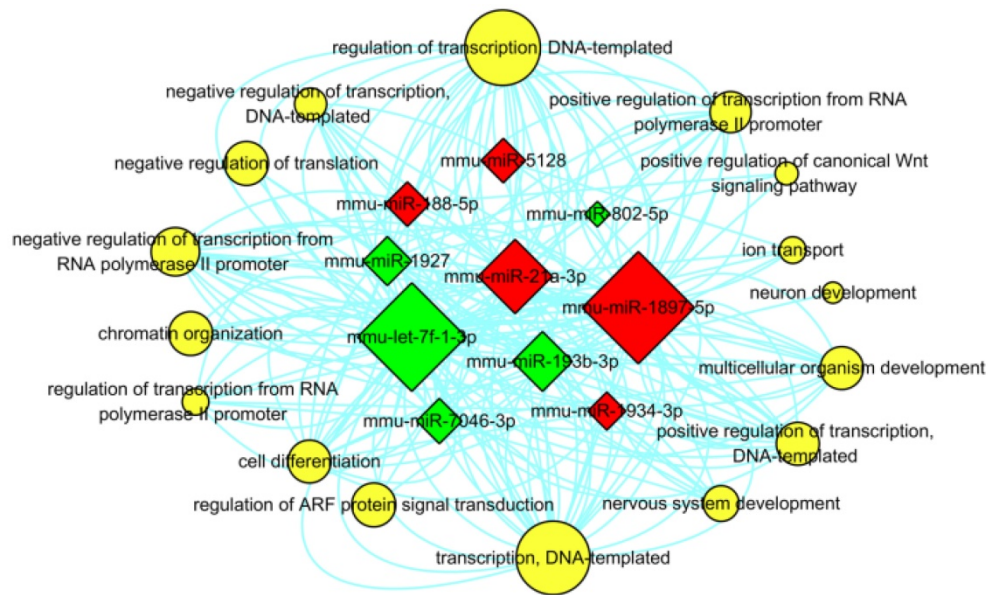 regulation of transcription, DNA-templated
negative regulation of transcription,
DNA-templated
positive regulation of transcription from RNA
polymerase II promoter
mmu-miR-5128
negative regulation of translation
positive regulation of canonical Wnt
signaling pathway
mmu-miR-188-5p
mmu-miR-802-5p
negative regulation of transcription from
RNA polymerase II promoter
mmu-miR-1927
ion transport
mmu-miR-21a-3p
neuron development
mmu-miR-1897-5p
chromatin organization
mmu-let-7f-1-3p
mmu-miR-193b-3p
multicellular organism development
regulation of transcription from RNA
polymerase II promoter
mmu-miR-7046-3p
mmu-miR-1934-3p
positive regulation of transcription,
DNA-templated
cell differentiation
regulation of ARF protein signal transduction
nervous system development
transcription, DNA-templated